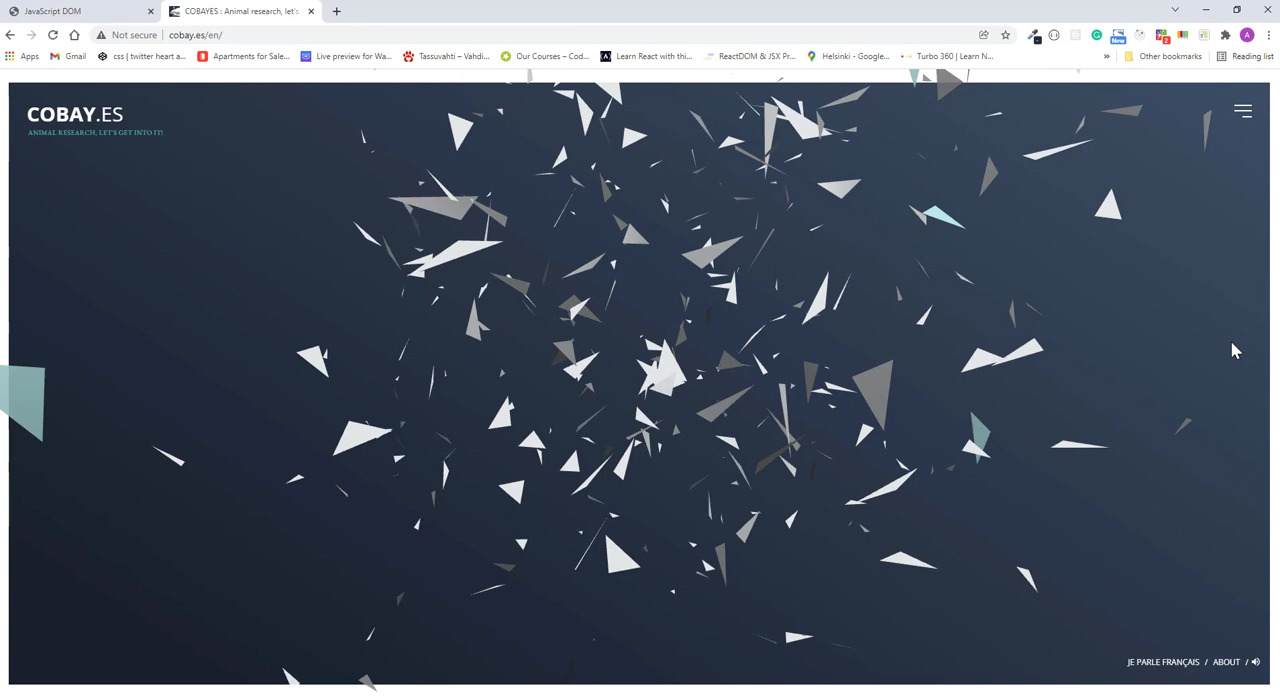 JavaScript DOM
COBAYES : Animal research, let's
Not secure
cobay.es/en/
Apps
Gmail
css | twitter heart a...
Apartments for Sale...
Live preview for Wa...
Tassuvahti – Vahdi...
Our Courses – Cod...
Learn React with thi...
ReactDOM & JSX Pr...
Helsinki - Google...
Turbo 360 | Learn N...
»
Other bookmarks
Reading list
New
2
A
COBAY.ES
ANIMAL RESEARCH, LET'S GET INTO IT!
JE PARLE FRANÇAIS / ABOUT /